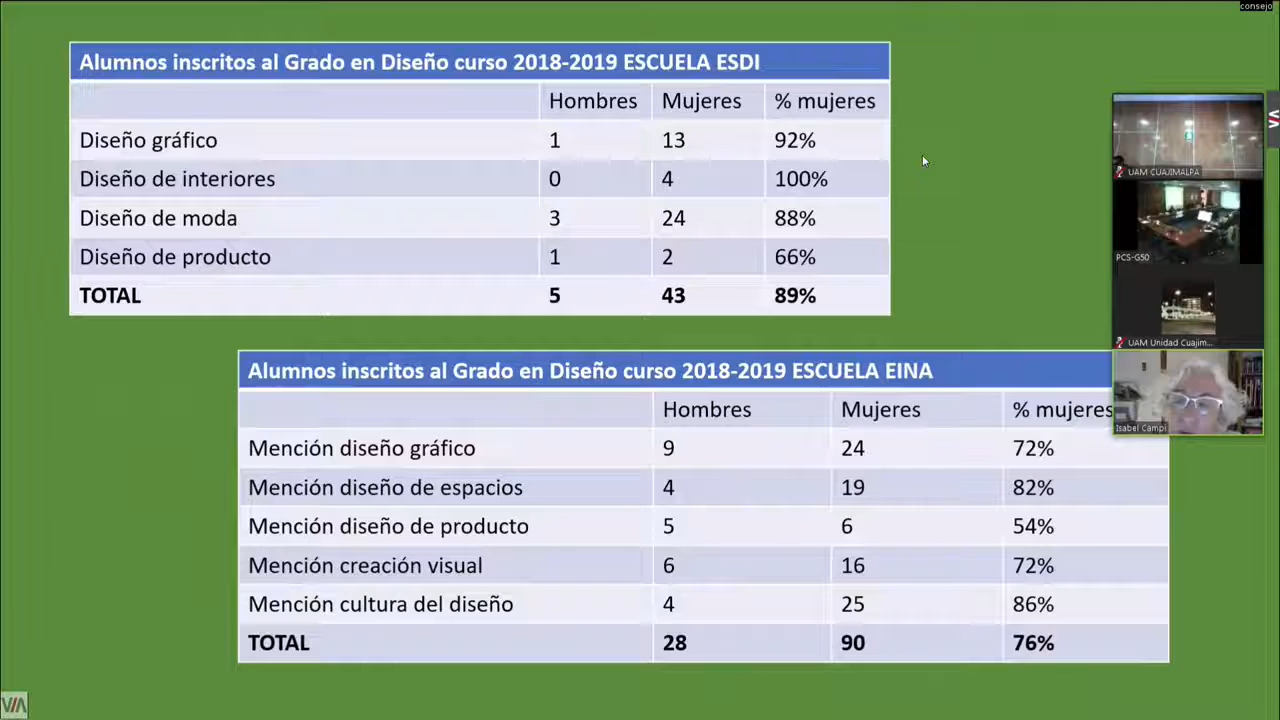 consejo
Alumnos inscritos al Grado en Diseño curso 2018-2019 ESCUELA ESDI
Hombres Mujeres % mujeres
Diseño gráfico 1 13 92%
Diseño de interiores 0 4 100%
Diseño de moda 3 24 88%
Diseño de producto 1 2 66%
TOTAL 5 43 89%
UAM CUAJIMALPA
PCS-G50
UAM Unidad Cuajim...
Isabel Campi
Alumnos inscritos al Grado en Diseño curso 2018-2019 ESCUELA EINA
Hombres Mujeres % mujeres
Mención diseño gráfico 9 24 72%
Mención diseño de espacios 4 19 82%
Mención diseño de producto 5 6 54%
Mención creación visual 6 16 72%
Mención cultura del diseño 4 25 86%
TOTAL 28 90 76%